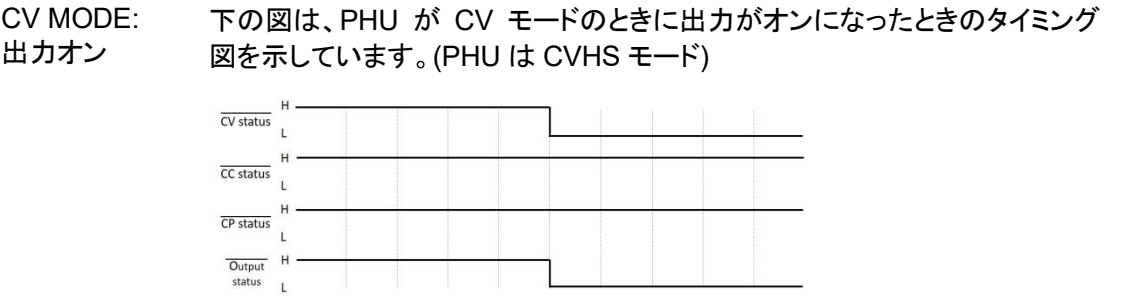 CV MODE:
出力オン
下の図は、PHU が CV モードのときに出力がオンになったときのタイミング
図を示しています。(PHU は CVHS モード)
CV status
H
L
CC status
H
L
CP status
H
L
Output
status
H
L